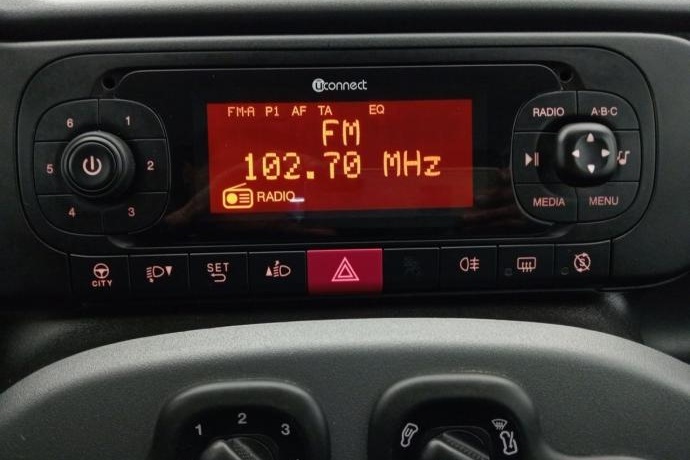 uconnect
FM-A P1 AF TA EQ
FM
102.70 MHz
RADIO
6 1
5 2
4 3
RADIO A·B·C
MEDIA MENU
CITY
SET
1 2 3